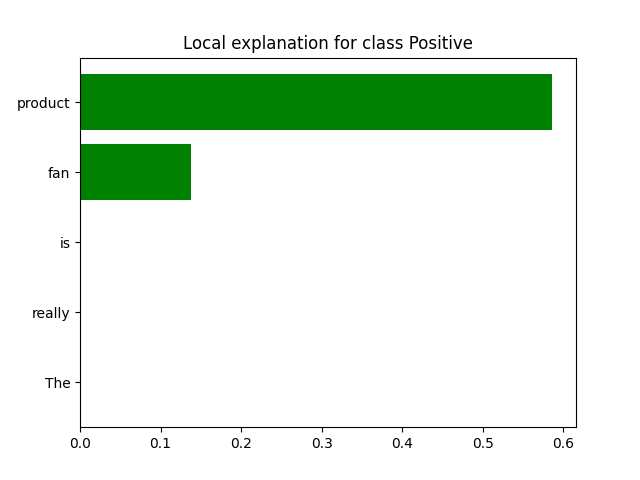 Local explanation for class Positive
product
fan
is
really
The
0.0 0.1 0.2 0.3 0.4 0.5 0.6